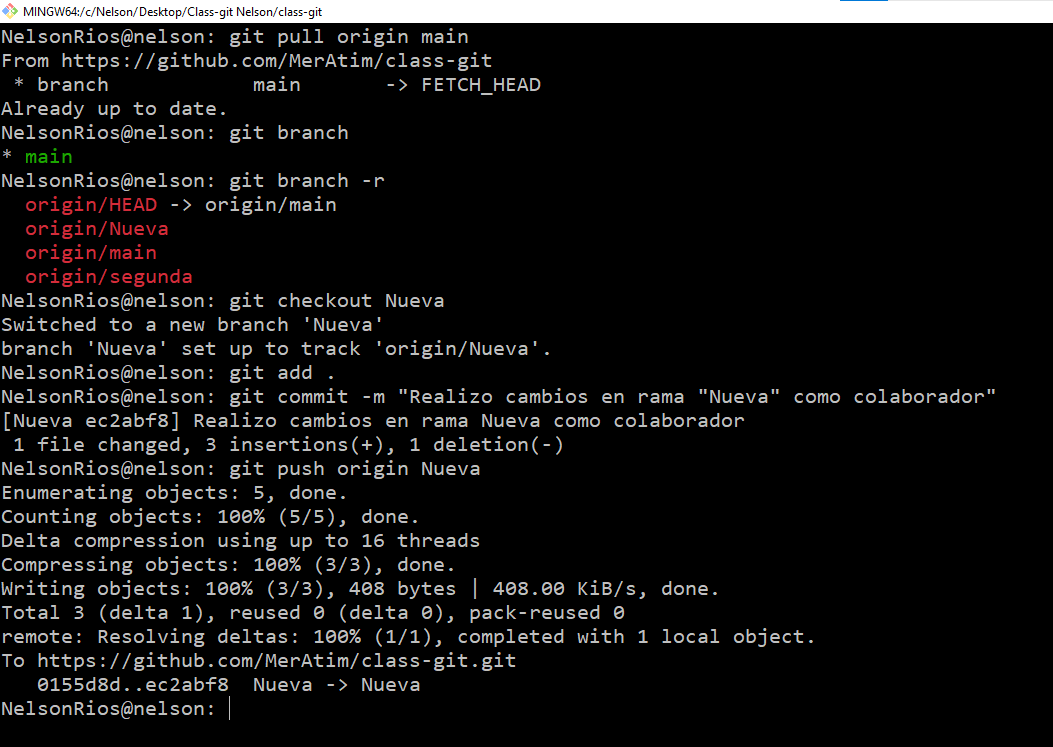 MINGW64:/c/Nelson/Desktop/Class-git Nelson/class-git
NelsonRios@nelson: git pull origin main
From https://github.com/MerAtim/class-git
 * branch            main       -> FETCH_HEAD
Already up to date.
NelsonRios@nelson: git branch
* main
NelsonRios@nelson: git branch -r
  origin/HEAD -> origin/main
  origin/Nueva
  origin/main
  origin/segunda
NelsonRios@nelson: git checkout Nueva
Switched to a new branch 'Nueva'
branch 'Nueva' set up to track 'origin/Nueva'.
NelsonRios@nelson: git add .
NelsonRios@nelson: git commit -m "Realizo cambios en rama "Nueva" como colaborador"
[Nueva ec2abf8] Realizo cambios en rama Nueva como colaborador
 1 file changed, 3 insertions(+), 1 deletion(-)
NelsonRios@nelson: git push origin Nueva
Enumerating objects: 5, done.
Counting objects: 100% (5/5), done.
Delta compression using up to 16 threads
Compressing objects: 100% (3/3), done.
Writing objects: 100% (3/3), 408 bytes | 408.00 KiB/s, done.
Total 3 (delta 1), reused 0 (delta 0), pack-reused 0
remote: Resolving deltas: 100% (1/1), completed with 1 local object.
To https://github.com/MerAtim/class-git.git
   0155d8d..ec2abf8  Nueva -> Nueva
NelsonRios@nelson: